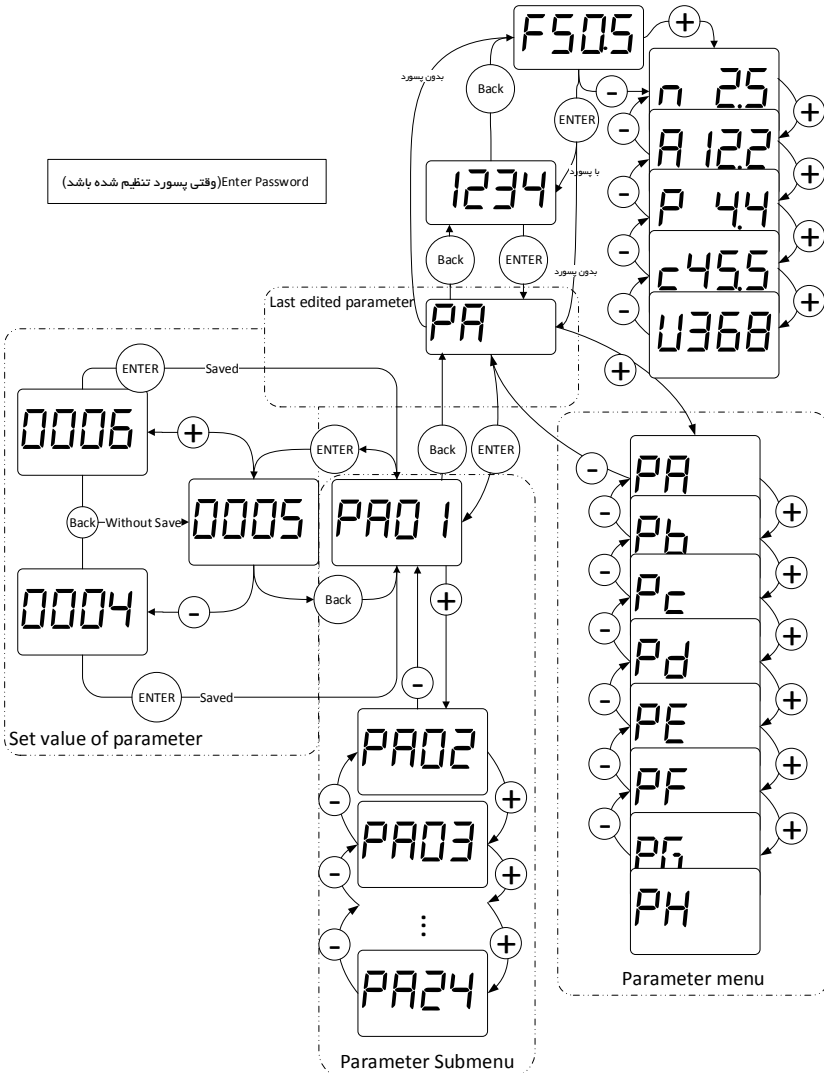 F50.5
+
بدون پسورد
Back
-
n 2.5
+
ENTER
-
A 12.2
Enter Password(وقتی پسورد تنظیم شده باشد)
1234
با پسورد
+
-
P 4.4
Back
ENTER
+
-
c45.5
بدون پسورد
Last edited parameter
PA
+
-
U368
+
ENTER
Saved
0006
+
ENTER
Back
ENTER
-
PA
+
Back
Without Save
0005
PA01
-
Pb
+
-
Pc
0004
-
Back
+
+
-
Pd
ENTER
Saved
-
+
-
PE
Set value of parameter
PA02
+
-
PF
-
+
+
-
PG
PA03
-
+
PH
⋮
-
+
PA24
Parameter menu
Parameter Submenu